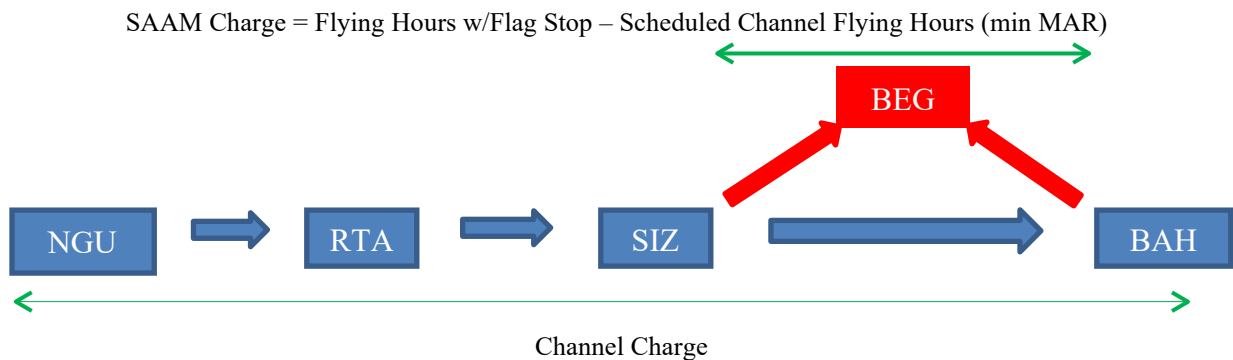 SAAM Charge = Flying Hours w/Flag Stop – Scheduled Channel Flying Hours (min MAR)
BEG
NGU RTA SIZ BAH
Channel Charge